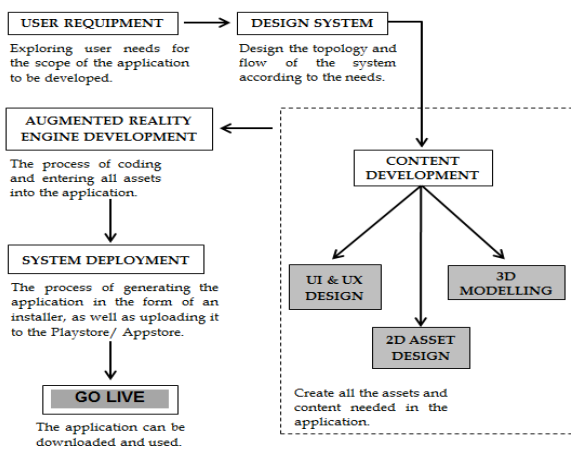 USER REQUIPMENT
Exploring user needs for
the scope of the application
to be developed.
DESIGN SYSTEM
Design the topology and
flow of the system
according to the needs.
CONTENT
DEVELOPMENT
UI & UX
DESIGN
2D ASSET
DESIGN
3D
MODELLING
Create all the assets and
content needed in the
application.
AUGMENTED REALITY
ENGINE DEVELOPMENT
The process of coding
and entering all assets
into the application.
SYSTEM DEPLOYMENT
The process of generating the
application in the form of an
installer, as well as uploading it
to the Playstore/ Appstore.
GO LIVE
The application can be
downloaded and used.